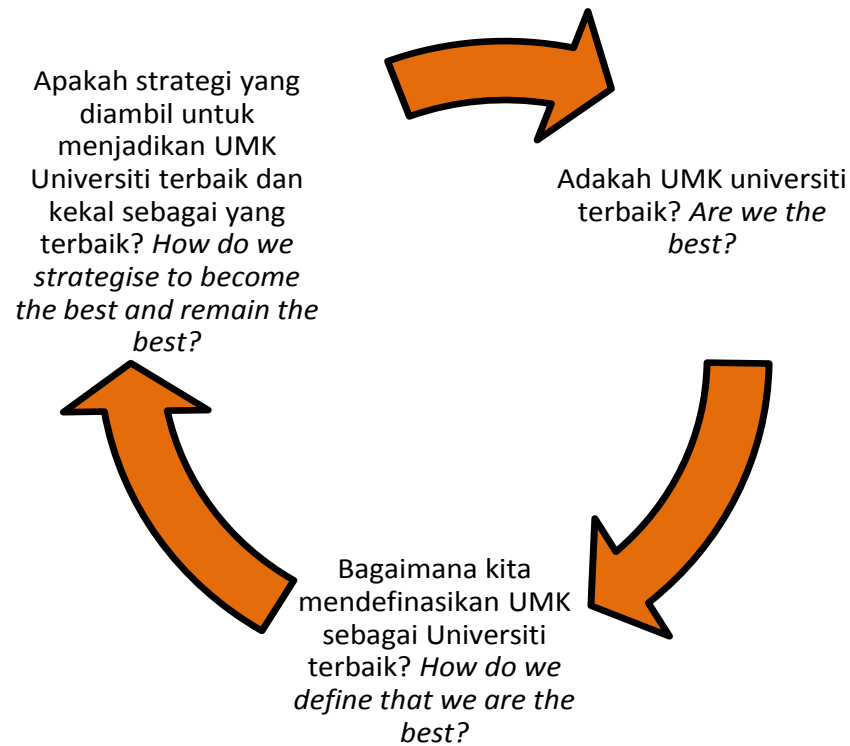 Apakah strategi yang
diambil untuk
menjadikan UMK
Universiti terbaik dan
kekal sebagai yang
terbaik? How do we
strategise to become
the best and remain the
best?
Adakah UMK universiti
terbaik? Are we the
best?
Bagaimana kita
mendefinasikan UMK
sebagai Universiti
terbaik? How do we
define that we are the
best?